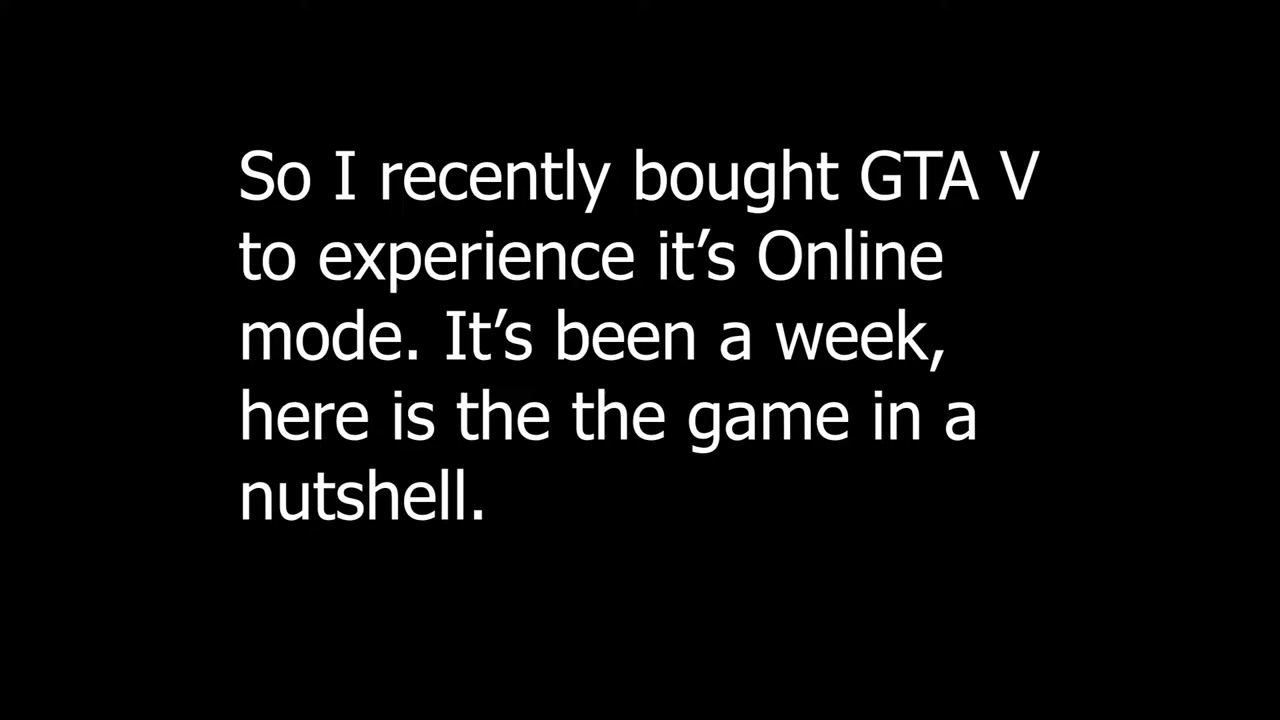 So I recently bought GTA V
to experience it’s Online
mode. It’s been a week,
here is the the game in a
nutshell.